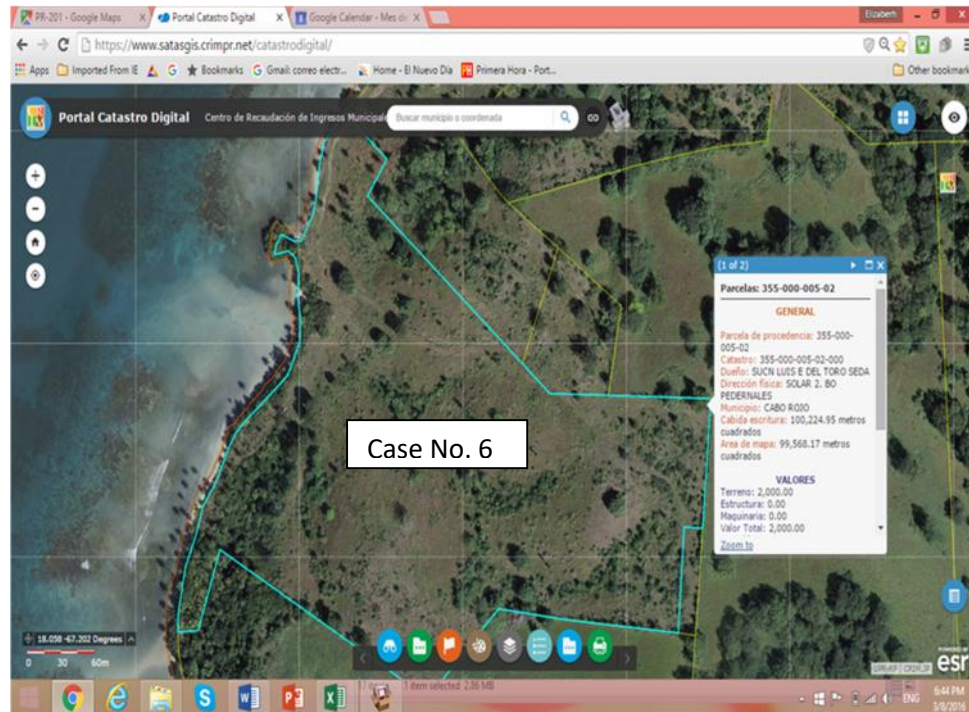 PR-201 - Google Maps
Portal Catastro Digital
Google Calendar - Mes de
Elizabeth
https://www.satasgis.crimpr.net/catastrodigital/
Apps
Imported From IE
Bookmarks
Gmail: correo electr...
Home - El Nuevo Día
Primera Hora - Port...
Other bookmark
Portal Catastro Digital
Centro de Recaudación de Ingresos Municipale
Buscar municipio o coordenada
(1 of 2)
Parcelas: 355-000-005-02
GENERAL
Parcela de procedencia: 355-000-
005-02
Catastro: 355-000-005-02-000
Dueño: SUCN LUIS E DEL TORO SEDA
Dirección física: SOLAR 2. BO
PEDERNALES
Municipio: CABO ROJO
Cabida escritura: 100,224.95 metros
cuadrados
Area de mapa: 99,568.17 metros
cuadrados
VALORES
Terreno: 2,000.00
Estructura: 0.00
Maquinaria: 0.00
Valor Total: 2,000.00
Zoom to
Case No. 6
18.058 -67.202 Degrees
0 30 60m
POWERED BY
esri
1 item selected 2.86 MB
ENG
6:44 PM
3/8/2016